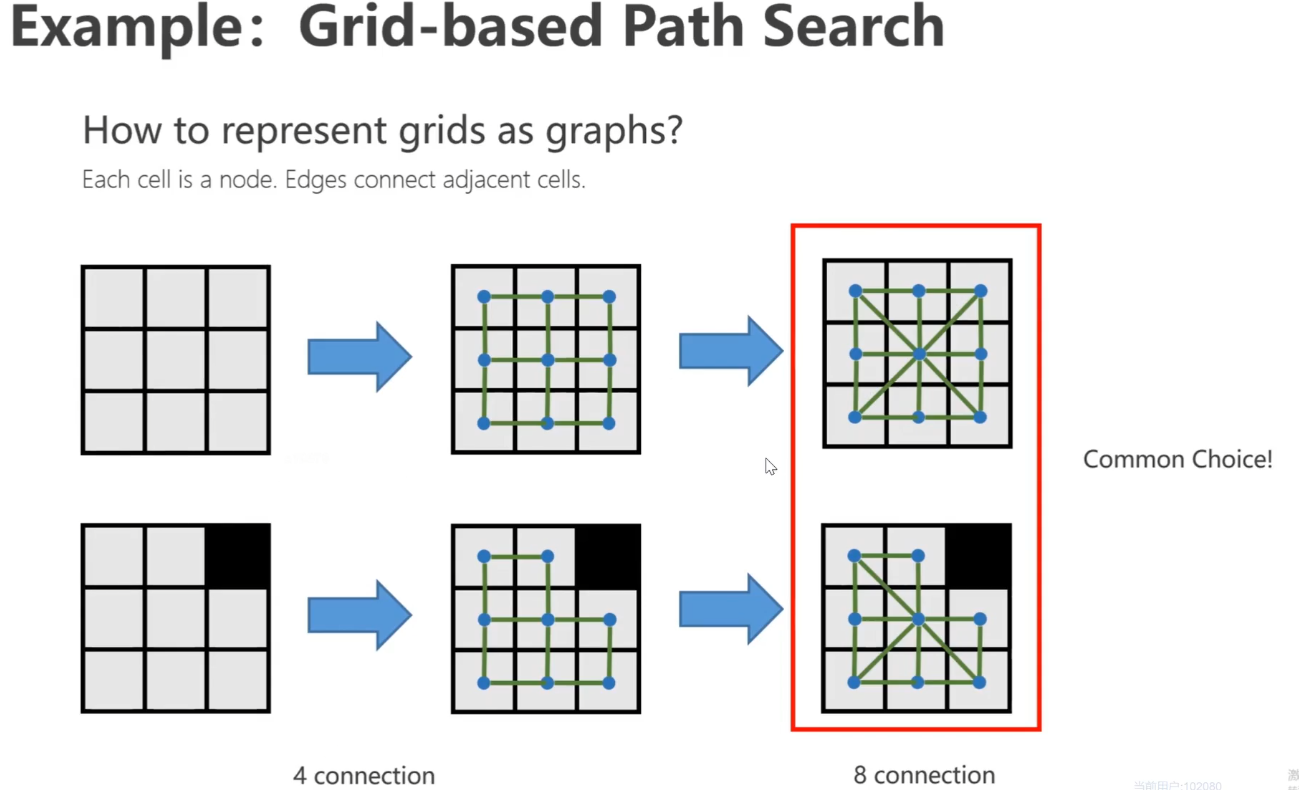 Example：Grid-based Path Search
How to represent grids as graphs?
Each cell is a node. Edges connect adjacent cells.
Common Choice!
4 connection
8 connection
当前用户:102080